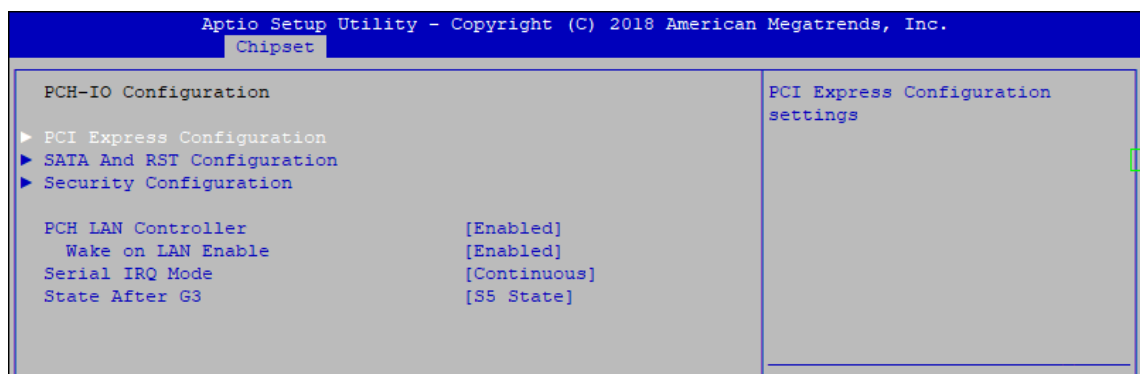 Aptio Setup Utility - Copyright (C) 2018 American Megatrends, Inc.
Chipset
PCH-IO Configuration
► PCI Express Configuration
► SATA And RST Configuration
► Security Configuration
PCH LAN Controller [Enabled]
Wake on LAN Enable [Enabled]
Serial IRQ Mode [Continuous]
State After G3 [S5 State]
PCI Express Configuration
settings